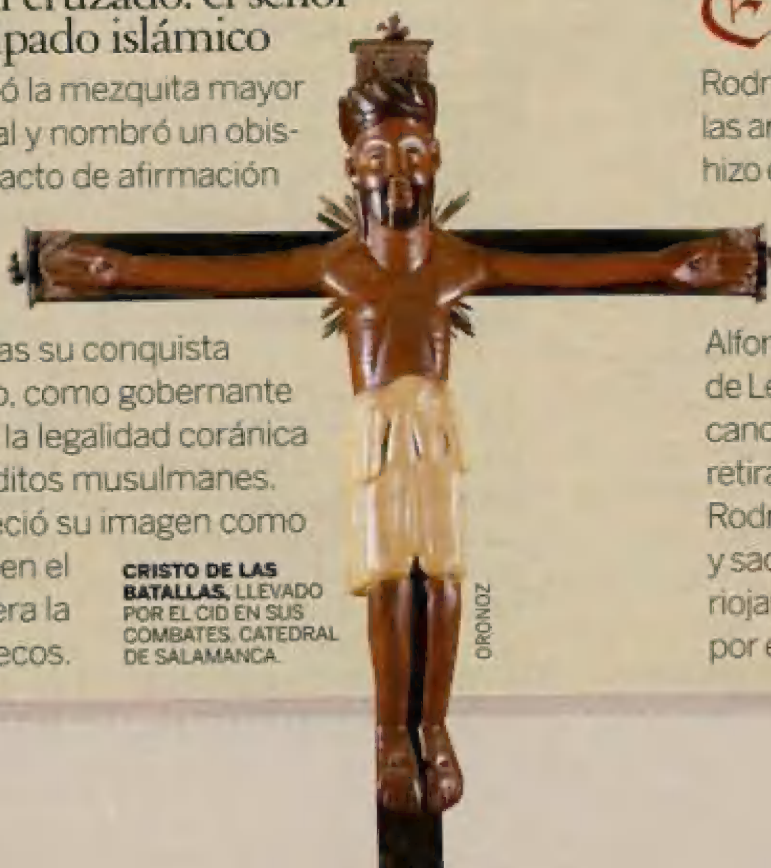 pado islámico
ó la mezquita mayor
al y nombró un obis-
acto de afirmación
as su conquista
o, como gobernante
la legalidad coránica
ditos musulmanes.
eció su imagen como
en el
era la
ecos.
CRISTO DE LAS
BATALLAS, LLEVADO
POR EL CID EN SUS
COMBATES. CATEDRAL
DE SALAMANCA.
ORONOZ
Rodr
las ar
hizo
Alfor
de Le
canc
retira
Rodr
y sac
rioja
por e